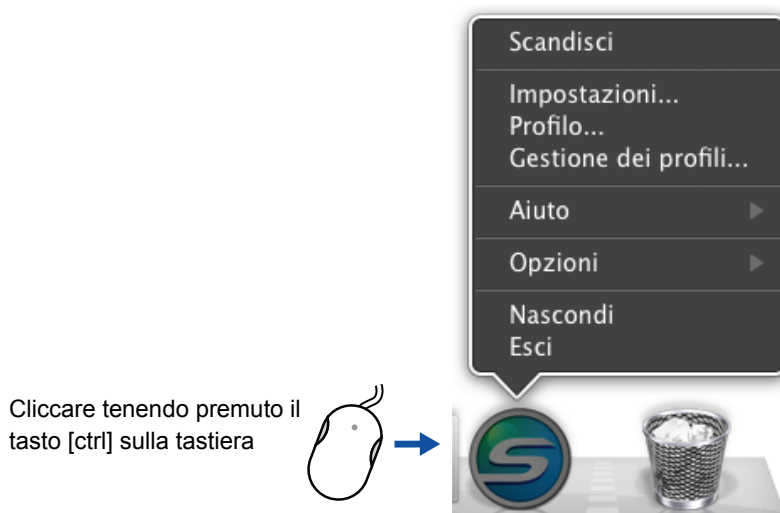 Scandisci
Impostazioni...
Profilo...
Gestione dei profili...
Aiuto
Opzioni
Nascondi
Esci
Cliccare tenendo premuto il
tasto [ctrl] sulla tastiera
S